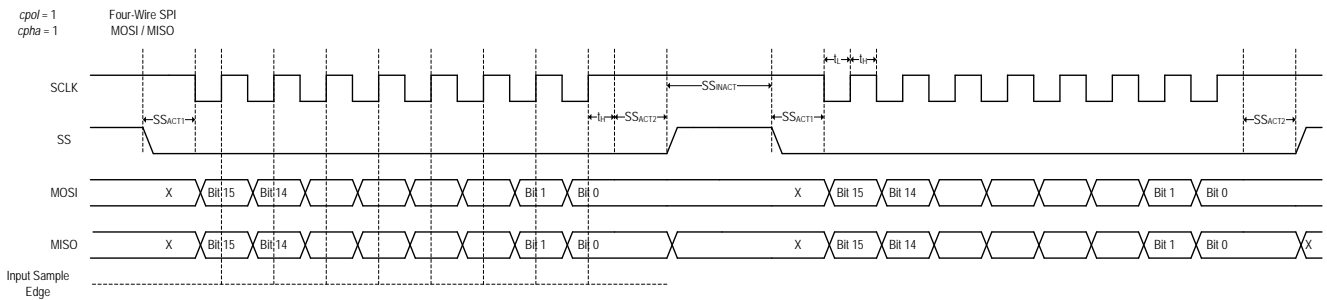 cpol = 1 Four-Wire SPI
cpha = 1 MOSI / MISO
SCLK
tL tH
SSINACT
SSACT1 tH SSACT2 SSACT1 SSACT2
SS
MOSI X Bit 15 Bit 14 Bit 1 Bit 0 X Bit 15 Bit 14 Bit 1 Bit 0
MISO X Bit 15 Bit 14 Bit 1 Bit 0 X Bit 15 Bit 14 Bit 1 Bit 0 X
Input Sample
Edge